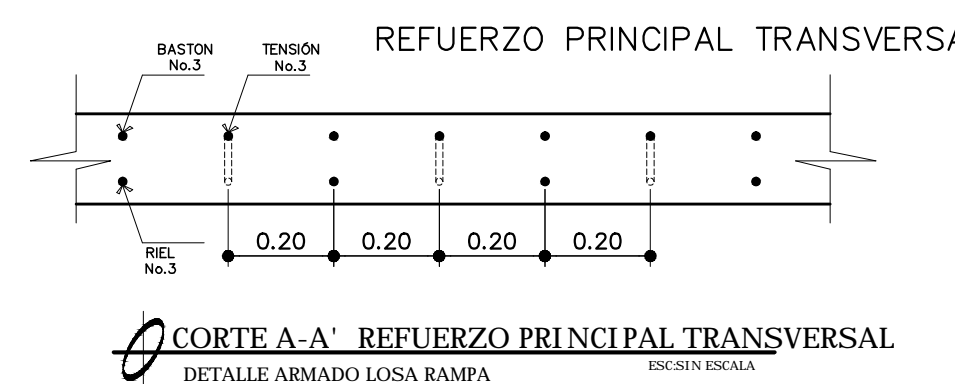 REFUERZO PRINCIPAL TRANSVERSA
BASTON
No.3
TENSIÓN
No.3
0.20 0.20 0.20 0.20
RIEL
No.3
CORTE A-A' REFUERZO PRINCIPAL TRANSVERSAL
DETALLE ARMADO LOSA RAMPA
ESC:SIN ESCALA